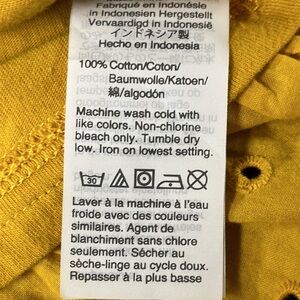 Fabriqué en Indonésie
in Indonesien Hergestellt
Vervaardigd in Indonesië
インドネシア製
Hecho en Indonesia
100% Cotton/Coton/
Baumwolle/Katoen/
綿/algodón
Machine wash cold with
like colors. Non-chlorine
bleach only. Tumble dry
low. Iron on lowest setting.
30
Laver à la machine à l'eau
froide avec des couleurs
similaires. Agent de
blanchiment sans chlore
seulement. Sécher au
sèche-linge au cycle doux.
Repasser à la plus basse